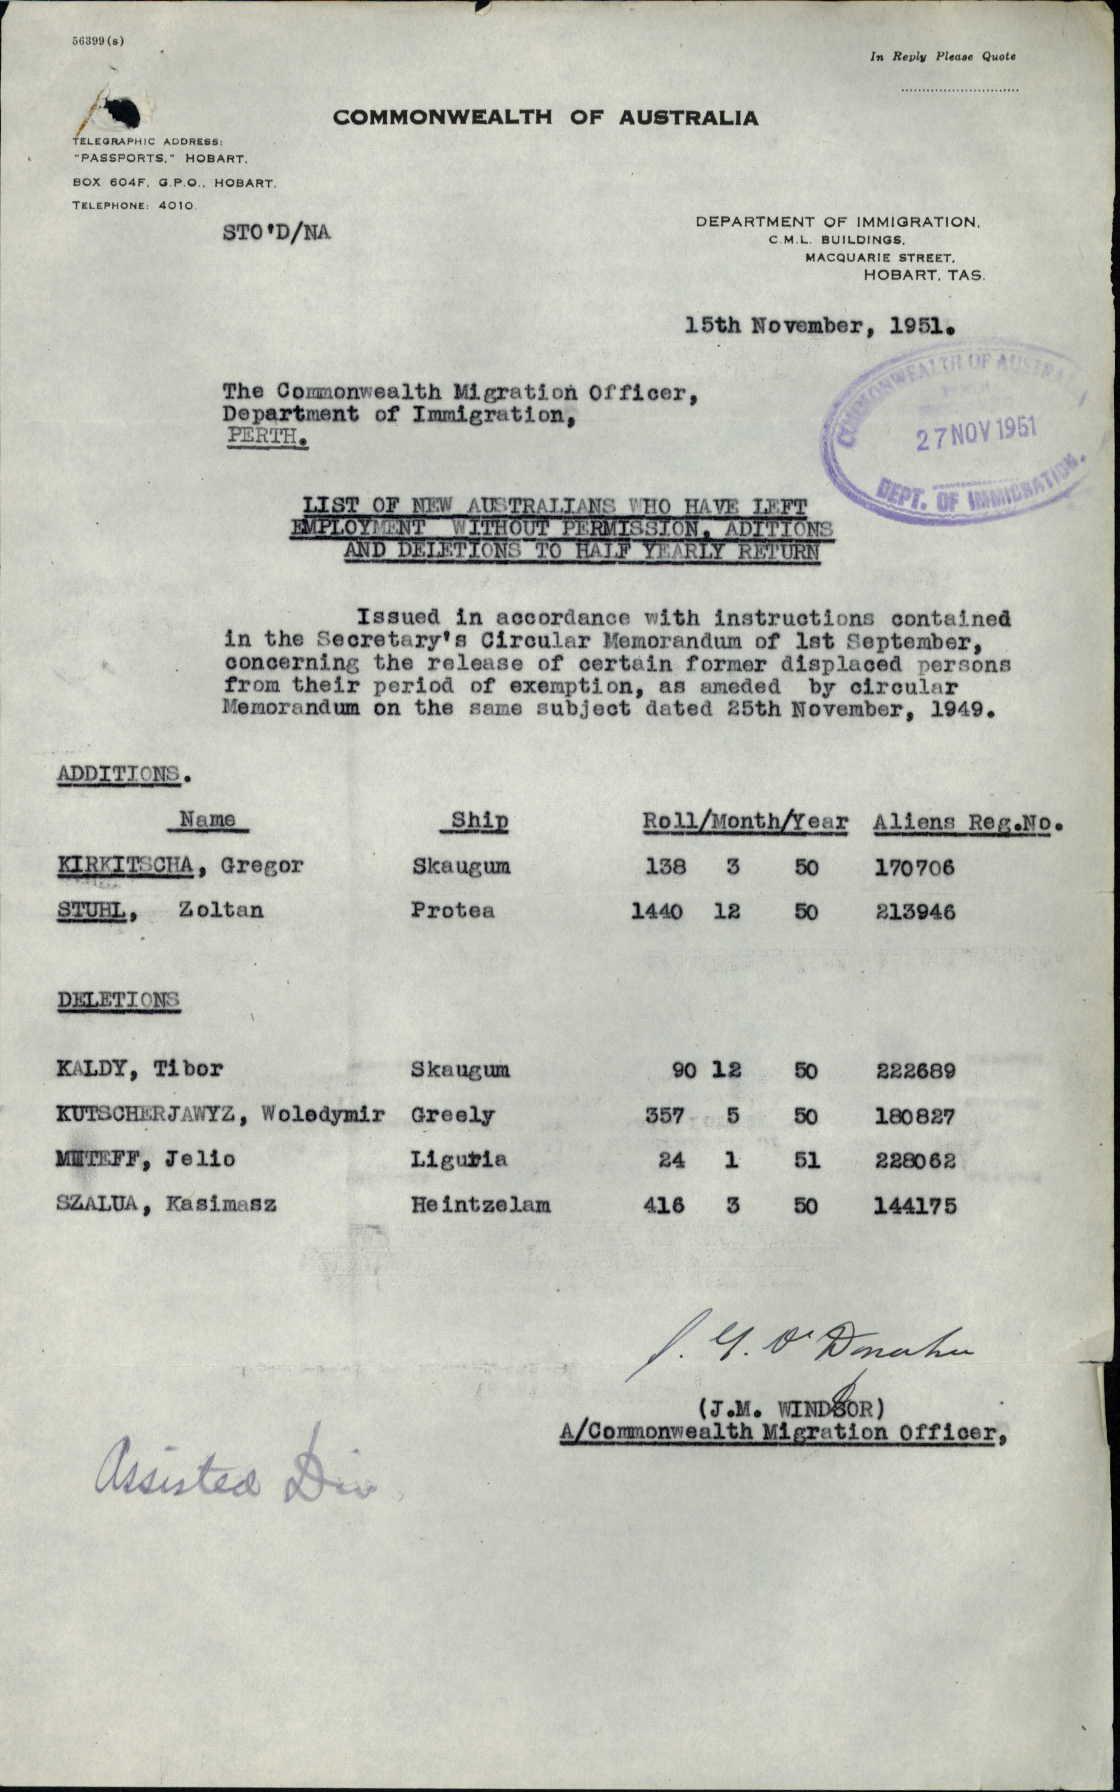 56399(s)
In Reply Please Quote
COMMONWEALTH OF AUSTRALIA
TELEGRAPHIC ADDRESS:
"PASSPORTS," HOBART.
BOX 604F, G.P.O., HOBART.
TELEPHONE: 4010.
STO'D/NA
DEPARTMENT OF IMMIGRATION,
C.M.L. BUILDINGS,
MACQUARIE STREET,
HOBART, TAS.
15th November, 1951.
The Commonwealth Migration Officer,
Department of Immigration,
PERTH.
COMMONWEALTH OF AUSTRALIA
27 NOV 1951
DEPT. OF IMMIGRATION.
LIST OF NEW AUSTRALIANS WHO HAVE LEFT
EMPLOYMENT WITHOUT PERMISSION, ADITIONS
AND DELETIONS TO HALF YEARLY RETURN
Issued in accordance with instructions contained
in the Secretary's Circular Memorandum of 1st September,
concerning the release of certain former displaced persons
from their period of exemption, as ameded by circular
Memorandum on the same subject dated 25th November, 1949.
ADDITIONS.
Name Ship Roll/Month/Year Aliens Reg.No.
KIRKITSCHA, Gregor Skaugum 138 3 50 170706
STUHL, Zoltan Protea 1440 12 50 213946
DELETIONS
KALDY, Tibor Skaugum 90 12 50 222689
KUTSCHERJAWYZ, Woledymir Greely 357 5 50 180827
Jelio Liguria 24 1 51 228062
SZALUA, Kasimasz Heintzelam 416 3 50 144175
J. G. O'Donohue
(J.M. WINDSOR)
A/Commonwealth Migration Officer,
Assisted Div